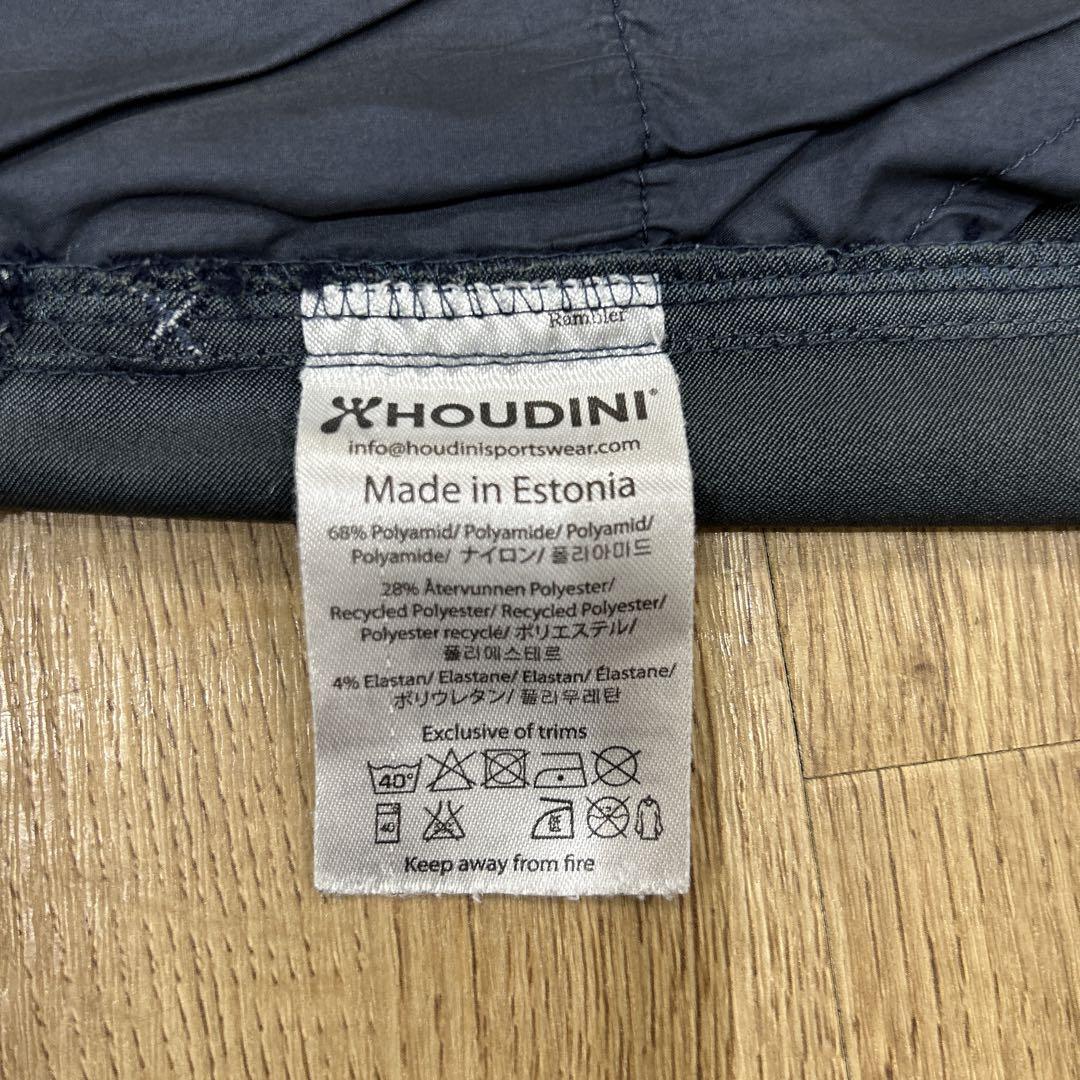 Rambler
HOUDINI®
info@houdinisportswear.com
Made in Estonia
68% Polyamid/ Polyamide/ Polyamid/
Polyamide/ ナイロン/ 폴리아미드
28% Återvunnen Polyester/
Recycled Polyester/ Recycled Polyester/
Polyester recyclé/ ポリエステル/
폴리에스테르
4% Elastan/ Elastane/ Elastan/ Élastane/
ポリウレタン/ 폴리우레탄
Exclusive of trims
40°
40
Keep away from fire